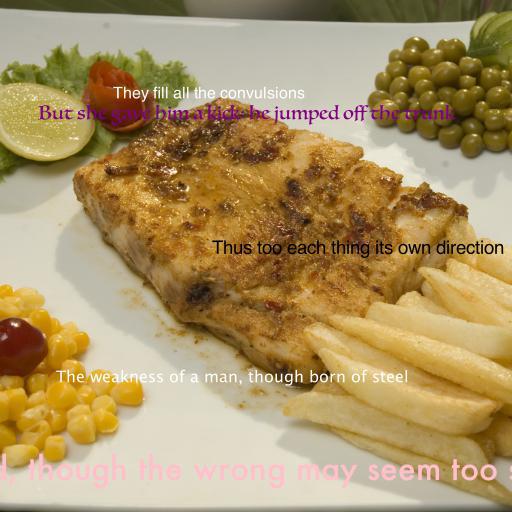 They fill all the convulsions
But she gave him a kick he jumped off the trunk
Thus too each thing its own direction
The weakness of a man, though born of steel
though the wrong may seem too